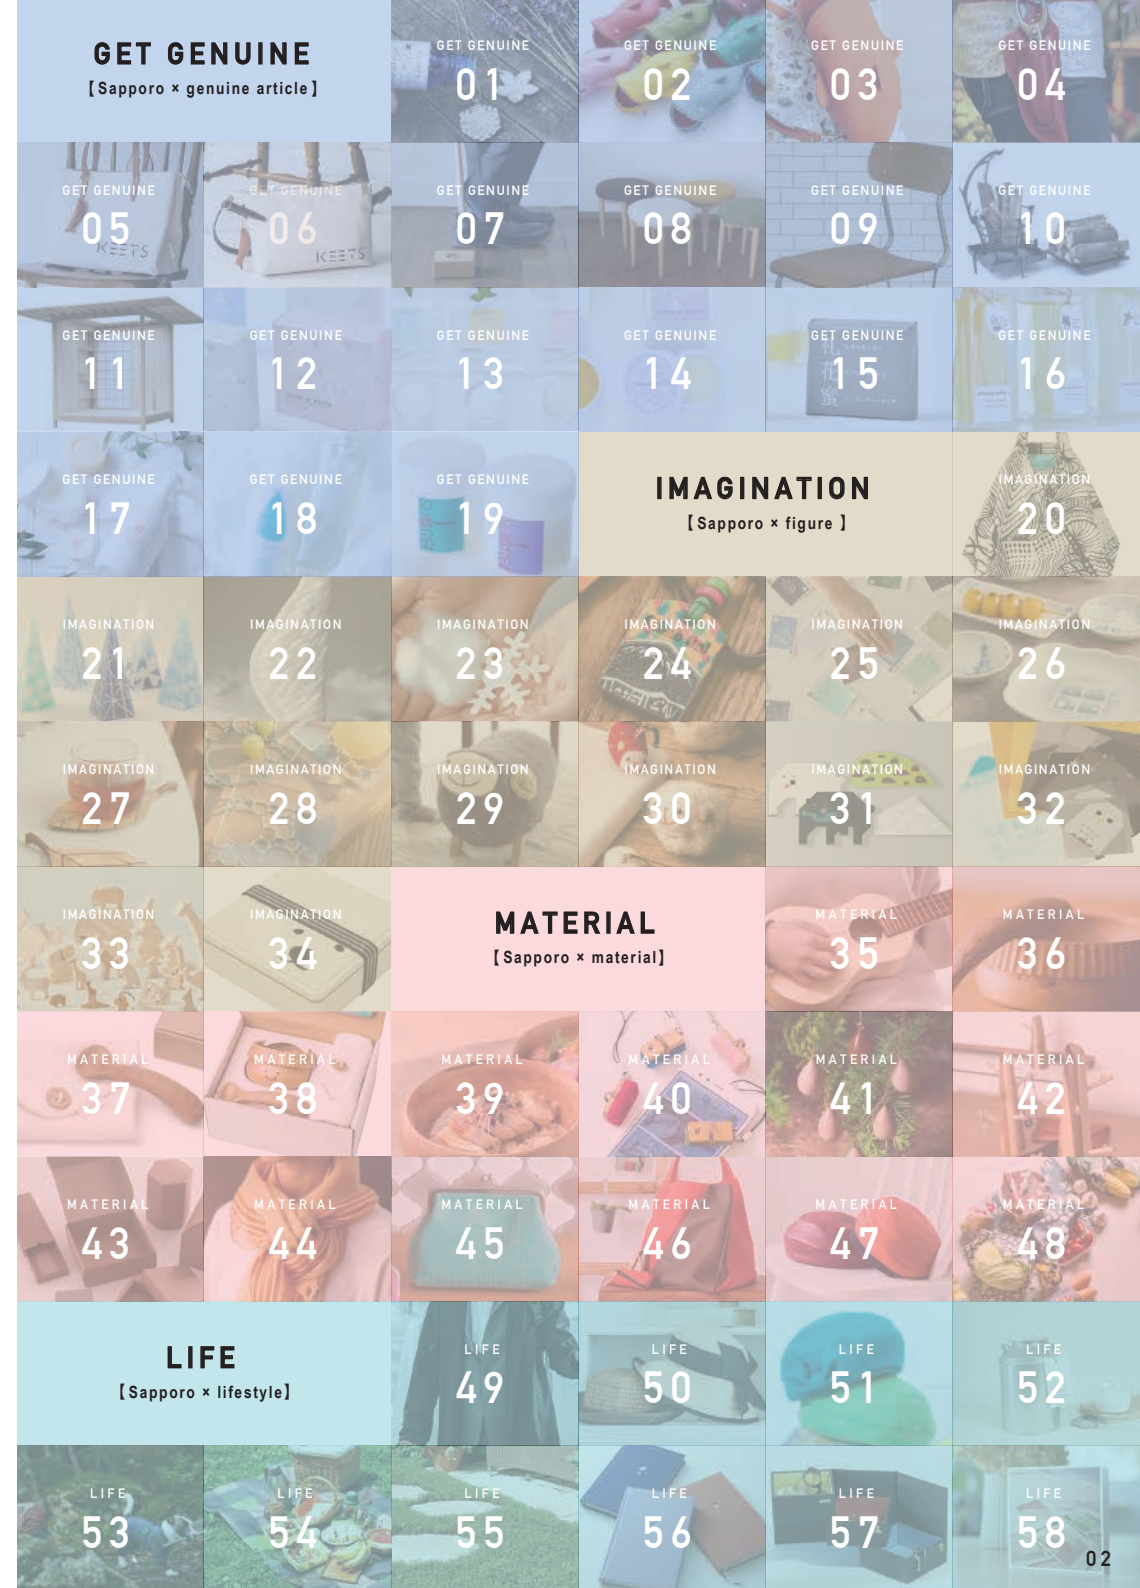 GET GENUINE
【Sapporo × genuine article】
GET GENUINE
01
GET GENUINE
02
GET GENUINE
03
GET GENUINE
04
GET GENUINE
05
KEETS
GET GENUINE
06
KEETS
GET GENUINE
07
GET GENUINE
08
GET GENUINE
09
GET GENUINE
10
GET GENUINE
11
GET GENUINE
12
GET GENUINE
13
GET GENUINE
14
GET GENUINE
15
GET GENUINE
16
GET GENUINE
17
GET GENUINE
18
GET GENUINE
19
IMAGINATION
【Sapporo × figure 】
IMAGINATION
20
IMAGINATION
21
IMAGINATION
22
IMAGINATION
23
IMAGINATION
24
IMAGINATION
25
IMAGINATION
26
IMAGINATION
27
IMAGINATION
28
IMAGINATION
29
IMAGINATION
30
IMAGINATION
31
IMAGINATION
32
IMAGINATION
33
IMAGINATION
34
MATERIAL
【Sapporo × material】
MATERIAL
35
MATERIAL
36
MATERIAL
37
MATERIAL
38
MATERIAL
39
MATERIAL
40
MATERIAL
41
MATERIAL
42
MATERIAL
43
MATERIAL
44
MATERIAL
45
MATERIAL
46
MATERIAL
47
MATERIAL
48
LIFE
【Sapporo × lifestyle】
LIFE
49
LIFE
50
LIFE
51
LIFE
52
LIFE
53
LIFE
54
LIFE
55
LIFE
56
LIFE
57
LIFE
58
02